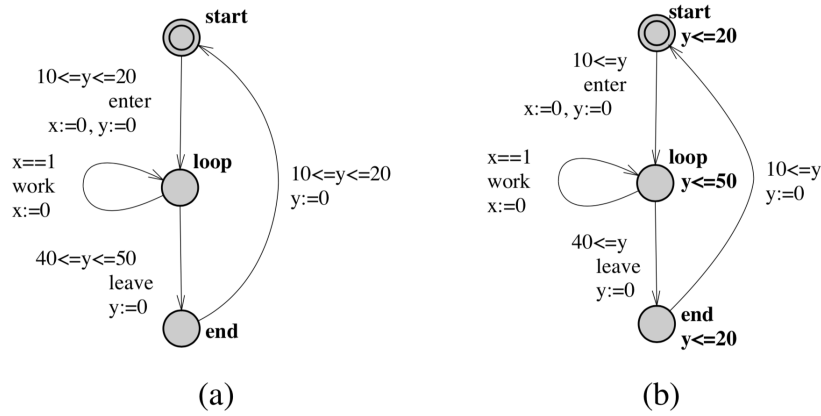 start
10<=y<=20
enter
x:=0, y:=0
x==1
work
x:=0
loop
10<=y<=20
y:=0
40<=y<=50
leave
y:=0
end
(a)
start
y<=20
10<=y
enter
x:=0, y:=0
x==1
work
x:=0
loop
y<=50
10<=y
y:=0
40<=y
leave
y:=0
end
y<=20
(b)